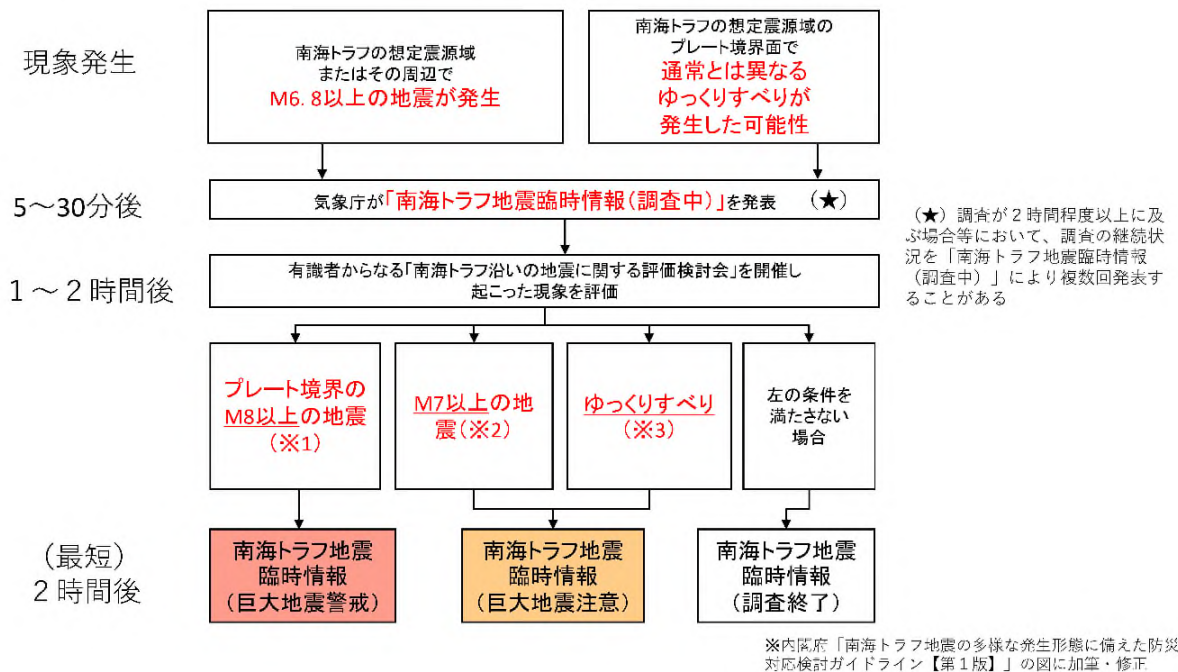 現象発生
南海トラフの想定震源域
またはその周辺で
M6.8以上の地震が発生
南海トラフの想定震源域の
プレート境界面で
通常とは異なる
ゆっくりすべりが
発生した可能性
5～30分後
気象庁が「南海トラフ地震臨時情報(調査中)」を発表 (★)
(★)調査が2時間程度以上に及
ぶ場合等において、調査の継続状
況を「南海トラフ地震臨時情報
(調査中)」により複数回発表す
ることがある
1～2時間後
有識者からなる「南海トラフ沿いの地震に関する評価検討会」を開催し
起こった現象を評価
プレート境界の
M8以上の地震
(※1)
M7以上の地
震(※2)
ゆっくりすべり
(※3)
左の条件を
満たさない
場合
(最短)
2時間後
南海トラフ地震
臨時情報
(巨大地震警戒)
南海トラフ地震
臨時情報
(巨大地震注意)
南海トラフ地震
臨時情報
(調査終了)
※内閣府「南海トラフ地震の多様な発生形態に備えた防災
対応検討ガイドライン【第1版】」の図に加筆・修正